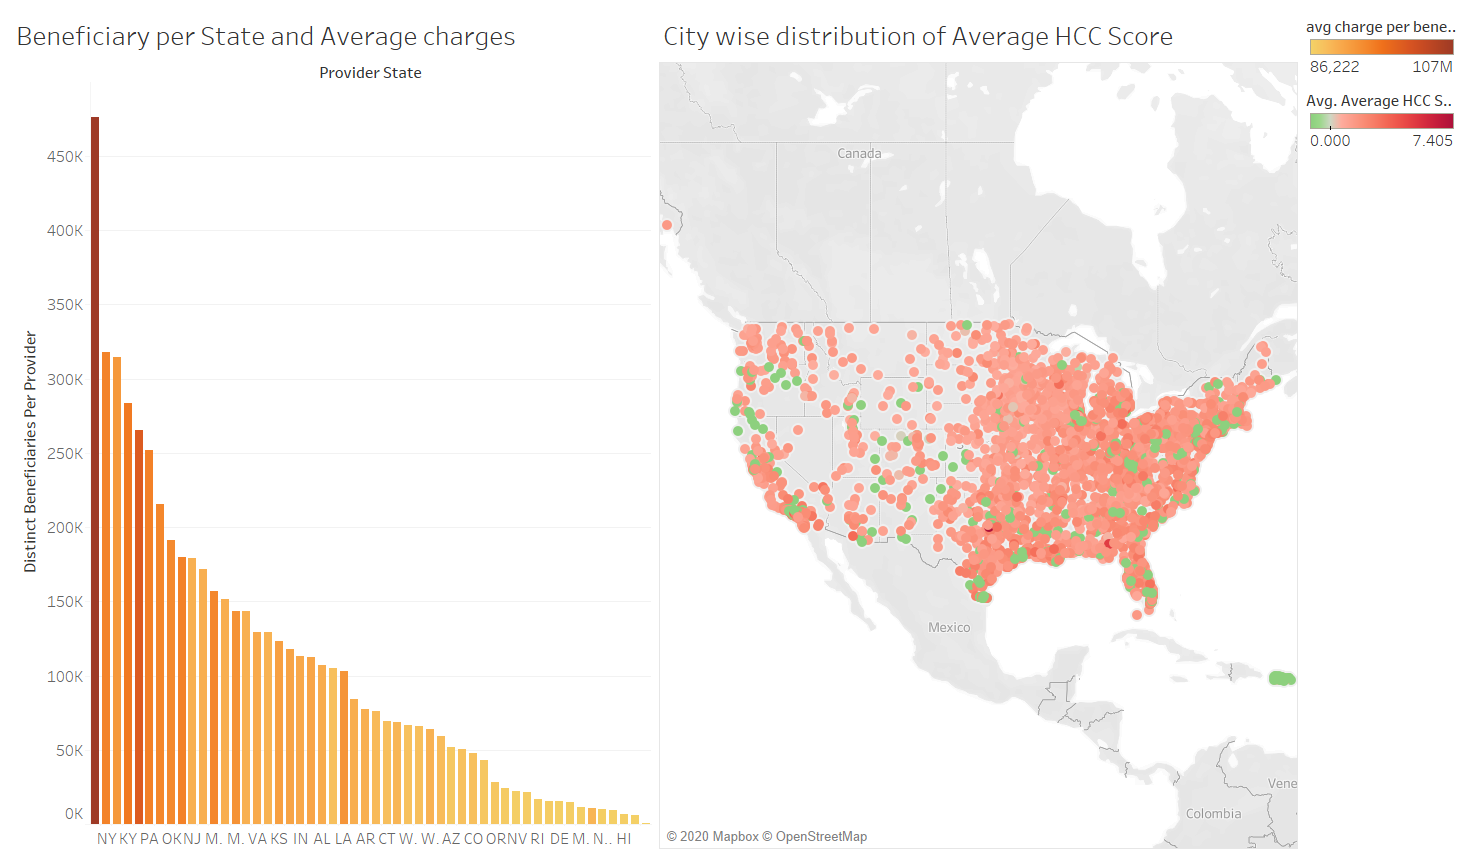 Beneficiary per State and Average charges
Provider State
Distinct Beneficiaries Per Provider
450K
400K
350K
300K
250K
200K
150K
100K
50K
0K
NY KY PA OK NJ M. M. VA KS IN AL LA AR CT W. W. AZ CO OR NV RI DE M. N.. HI
City wise distribution of Average HCC Score
Canada
Mexico
Vene
Colombia
© 2020 Mapbox © OpenStreetMap
avg charge per bene..
86,222 107M
Avg. Average HCC S..
0.000 7.405